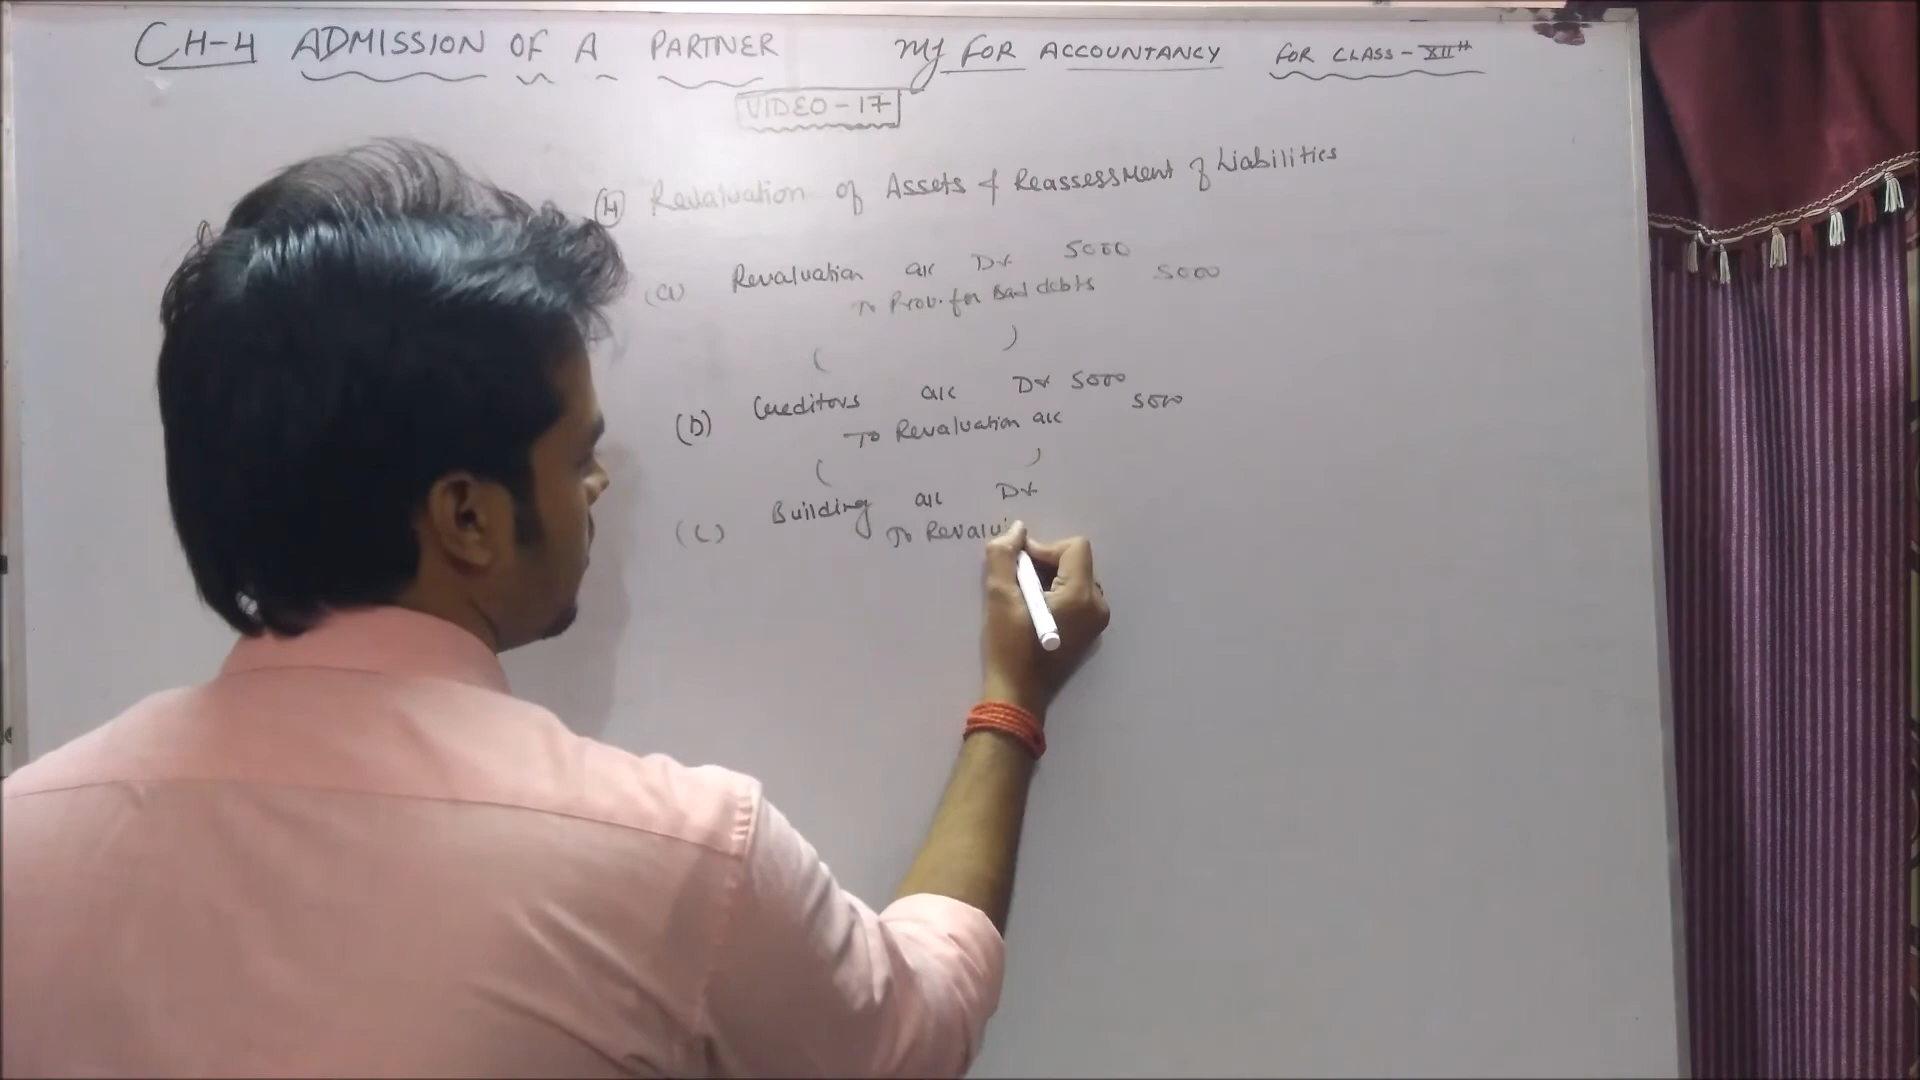 CH-4 ADMISSION OF A PARTNER MJ FOR ACCOUNTANCY FOR CLASS-XIIth
VIDEO-17
(4) Revaluation of Assets & Reassessment of Liabilities
(a) Revaluation a/c Dr 5000
To Prov. for Bad debts 5000
( )
(b) Creditors a/c Dr 5000
To Revaluation a/c 5000
( )
(c) Building a/c Dr
To Revalu